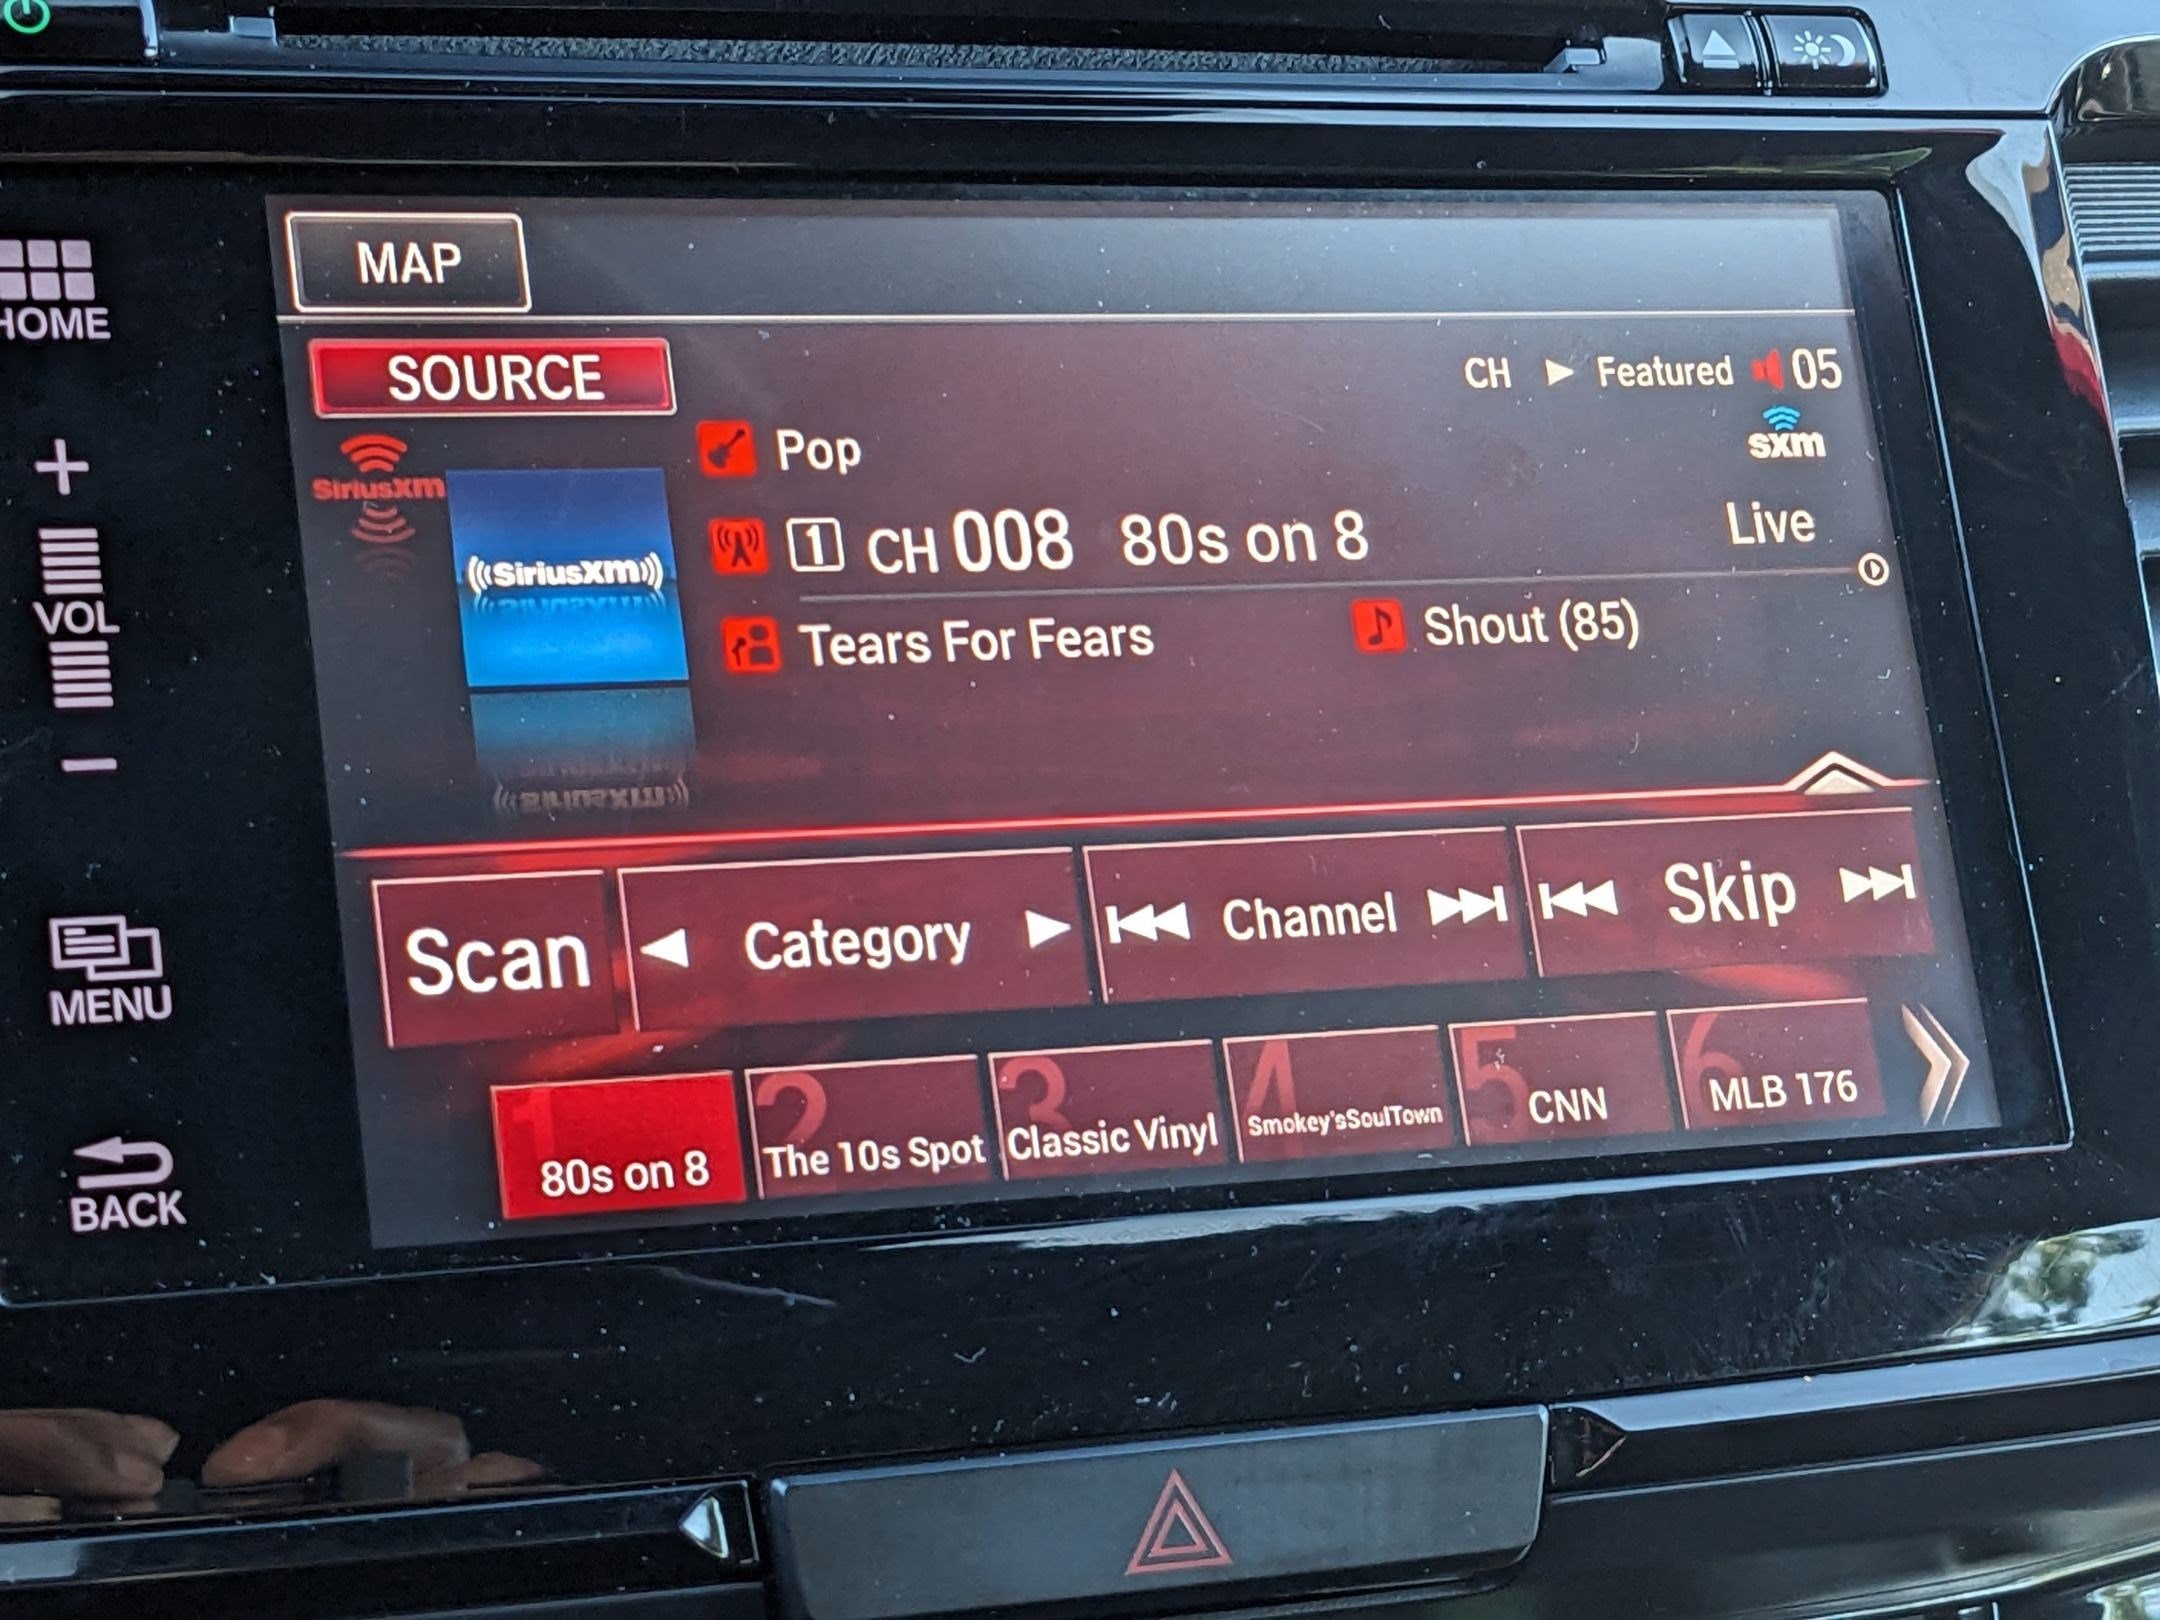 MAP
HOME
SOURCE
CH ▶ Featured 05
sxm
Pop
SiriusXM
((SiriusXM))
1 CH 008 80s on 8 Live
Tears For Fears Shout (85)
VOL
Scan Category Channel Skip
MENU
1 80s on 8
2 The 10s Spot
3 Classic Vinyl
4 Smokey'sSoulTown
5 CNN
6 MLB 176
BACK